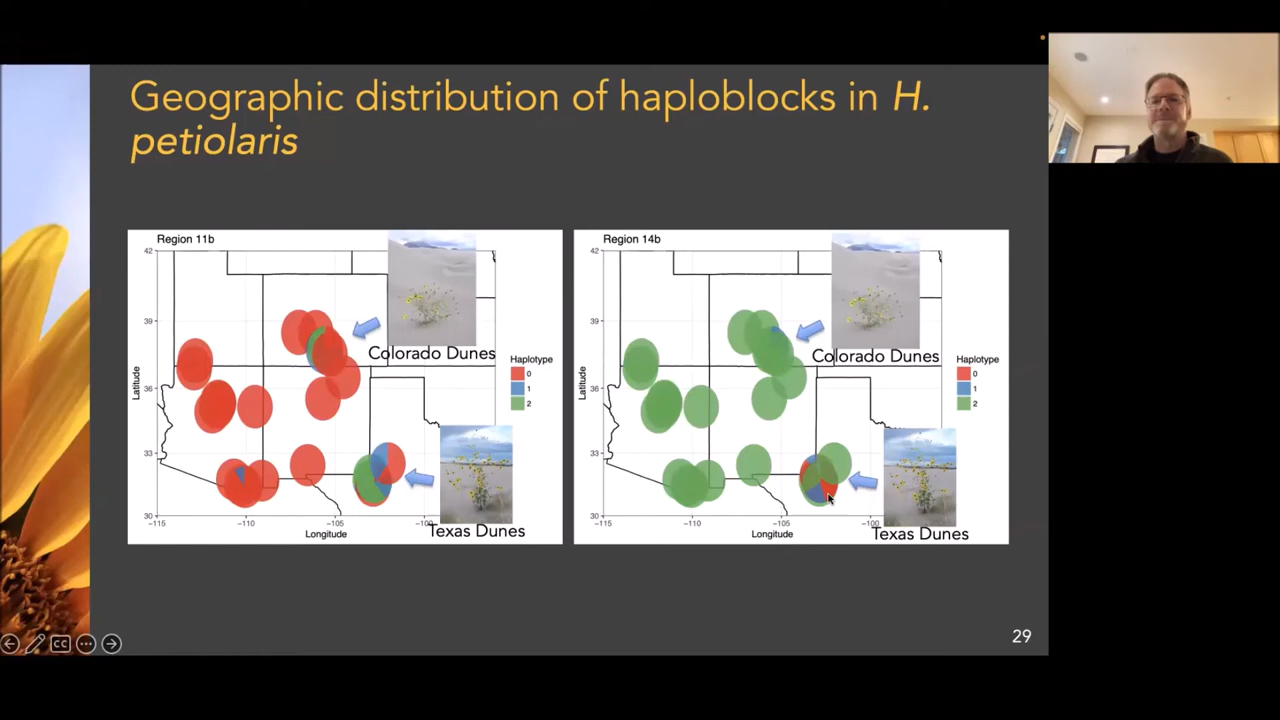 Geographic distribution of haploblocks in H.
petiolaris
Region 11b
42
39
36
33
30
Latitude
-115
-110
-105
-100
Longitude
Colorado Dunes
Texas Dunes
Haplotype
0
1
2
Region 14b
42
39
36
33
30
Latitude
-115
-110
-105
-100
Longitude
Colorado Dunes
Texas Dunes
Haplotype
0
1
2
CC
29